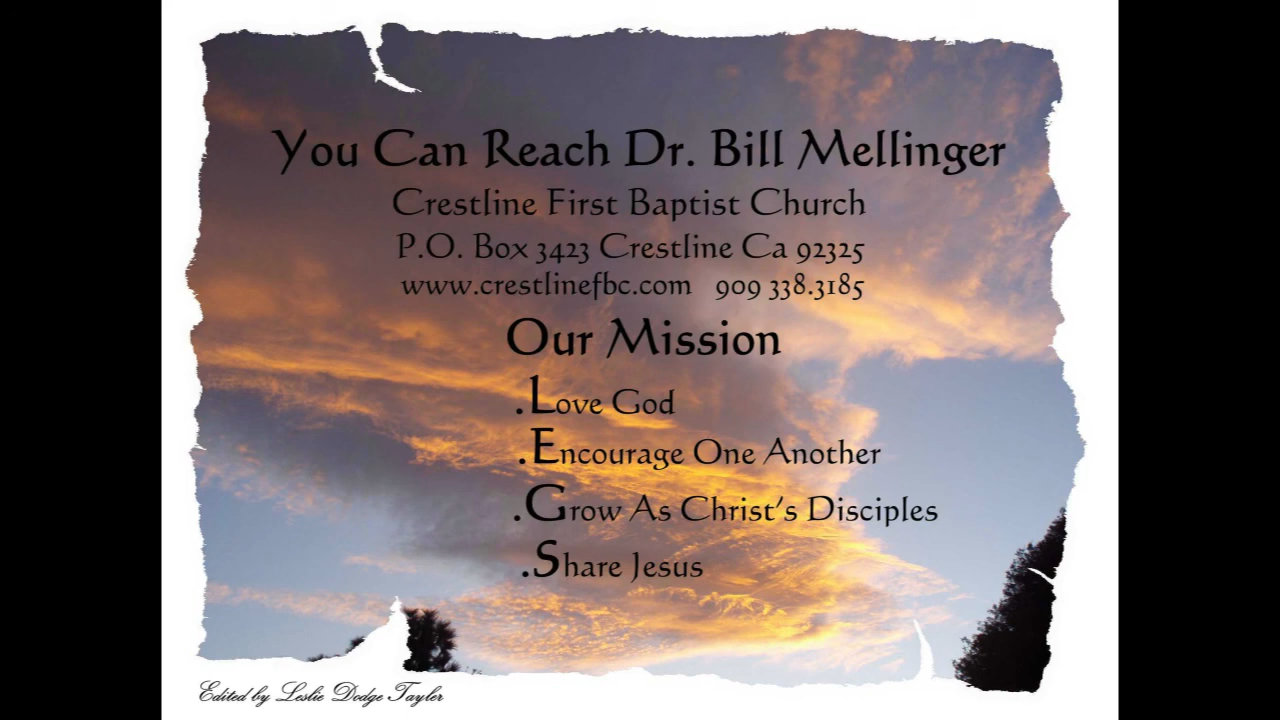 You Can Reach Dr. Bill Mellinger
Crestline First Baptist Church
P.O. Box 3423 Crestline Ca 92325
www.crestlinefbc.com 909 338.3185
Our Mission
.Love God
.Encourage One Another
.Grow As Christ's Disciples
.Share Jesus
Edited by Leslie Dodge Tayler